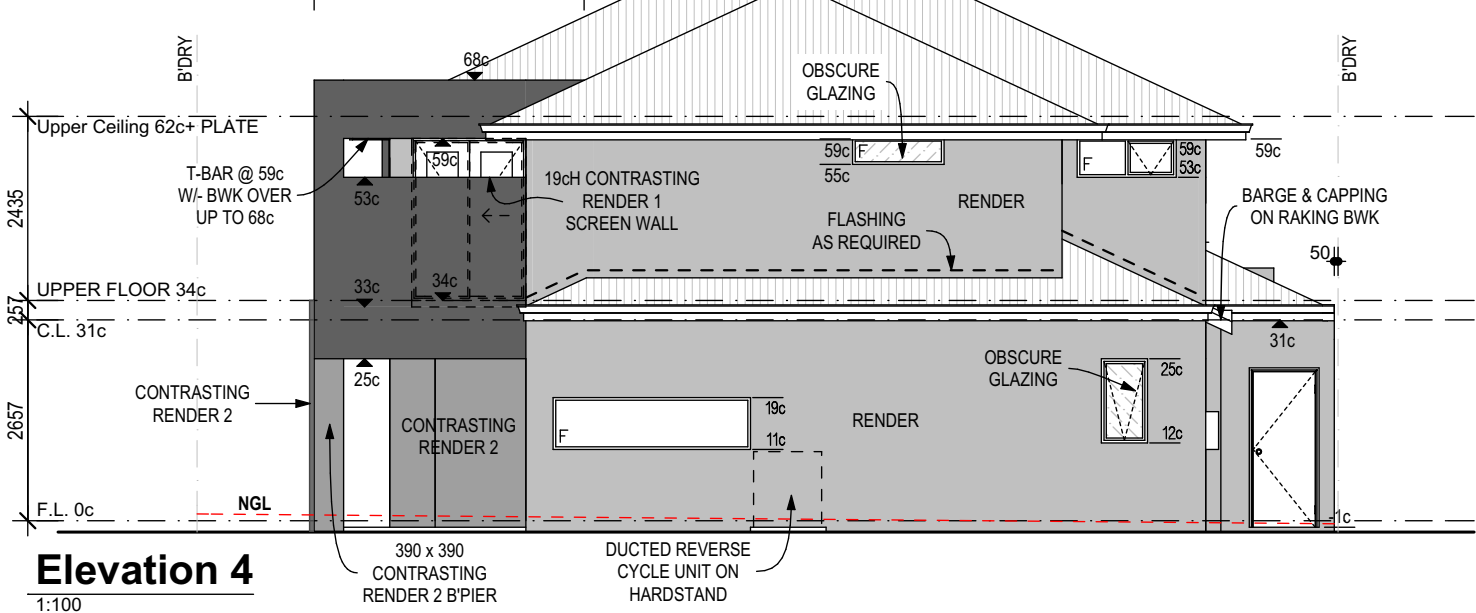 B'DRY
B'DRY
68c
OBSCURE
GLAZING
Upper Ceiling 62c+ PLATE
T-BAR @ 59c
W/- BWK OVER
UP TO 68c
59c
53c
19cH CONTRASTING
RENDER 1
SCREEN WALL
59c
55c
F
RENDER
FLASHING
AS REQUIRED
F
59c
53c
59c
BARGE & CAPPING
ON RAKING BWK
50
2435
UPPER FLOOR 34c
33c
34c
257
C.L. 31c
31c
25c
CONTRASTING
RENDER 2
CONTRASTING
RENDER 2
F
19c
11c
RENDER
OBSCURE
GLAZING
25c
12c
2657
F.L. 0c
NGL
-1c
390 x 390
CONTRASTING
RENDER 2 B'PIER
DUCTED REVERSE
CYCLE UNIT ON
HARDSTAND
Elevation 4
1:100